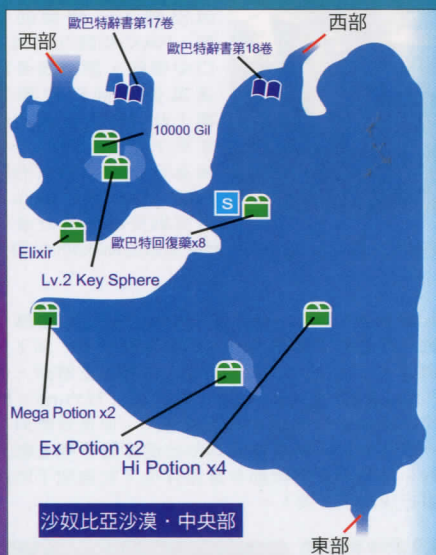 西部
歐巴特辭書第17卷
西部
歐巴特辭書第18卷
10000 Gil
S
Elixir
歐巴特回復藥x8
Lv.2 Key Sphere
Mega Potion x2
Ex Potion x2
Hi Potion x4
沙奴比亞沙漠・中央部
東部